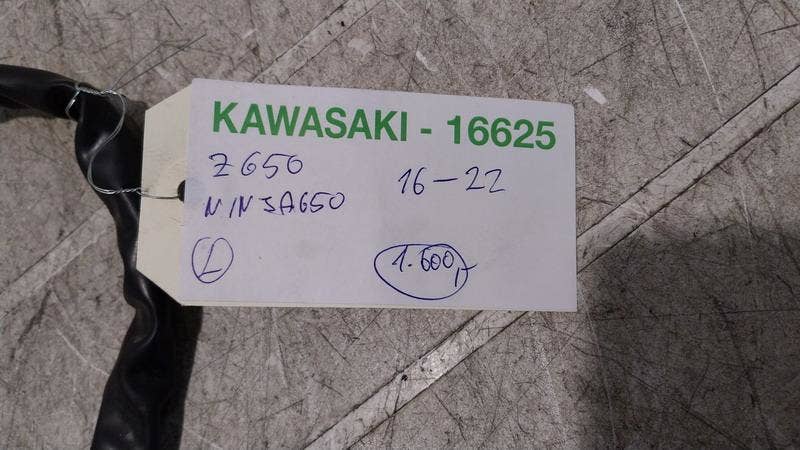 KAWASAKI - 16625
Z650
16-22
NINJA650
L
1.600,-